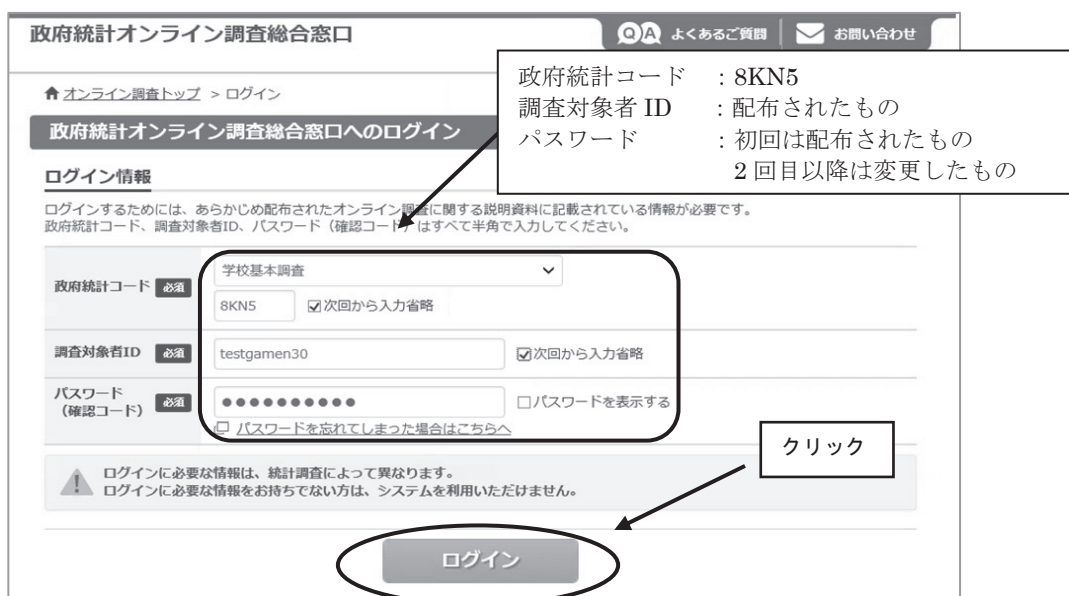 政府統計オンライン調査総合窓口
QA よくあるご質問
お問い合わせ
政府統計コード ：8KN5
調査対象者 ID ：配布されたもの
パスワード ：初回は配布されたもの
2 回目以降は変更したもの
オンライン調査トップ > ログイン
政府統計オンライン調査総合窓口へのログイン
ログイン情報
ログインするためには、あらかじめ配布されたオンライン調査に関する説明資料に記載されている情報が必要です。
政府統計コード、調査対象者ID、パスワード（確認コード）はすべて半角で入力してください。
政府統計コード 必須
学校基本調査
8KN5 次回から入力省略
調査対象者ID 必須 testgamen30 次回から入力省略
パスワード
（確認コード） 必須 ●●●●●●●●●● パスワードを表示する
パスワードを忘れてしまった場合はこちらへ
クリック
ログインに必要な情報は、統計調査によって異なります。
ログインに必要な情報をお持ちでない方は、システムを利用いただけません。
ログイン